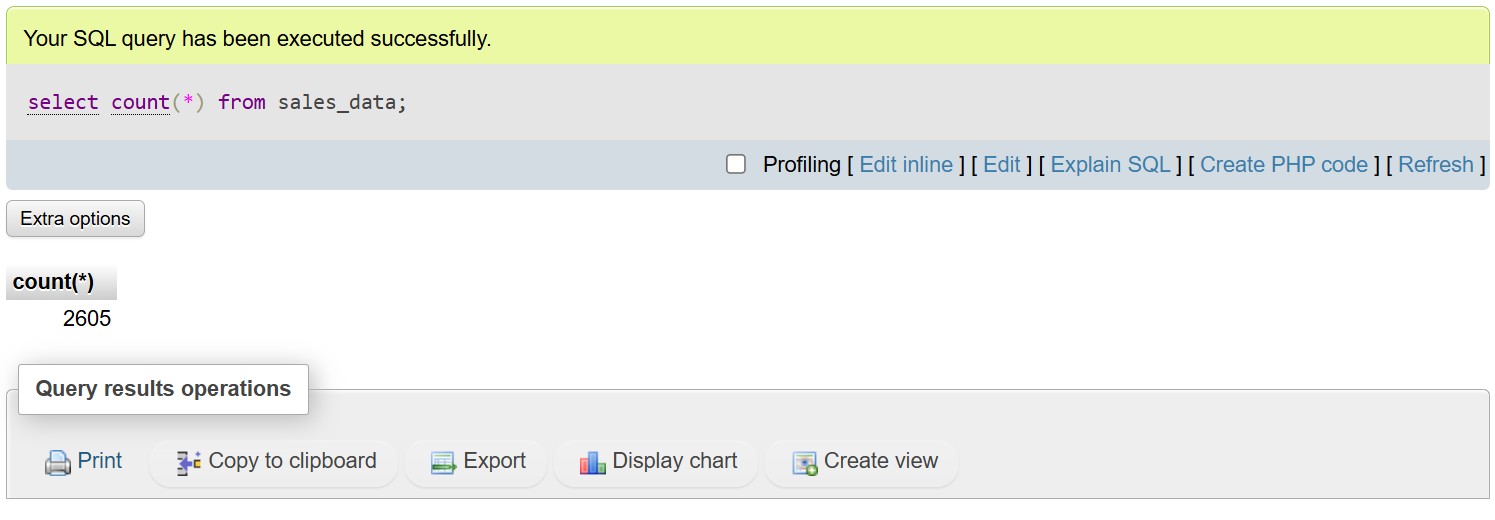 Your SQL query has been executed successfully.
select count(*) from sales_data;
Profiling [ Edit inline ] [ Edit ] [ Explain SQL ] [ Create PHP code ] [ Refresh ]
Extra options
count(*)
2605
Query results operations
Print Copy to clipboard Export Display chart Create view